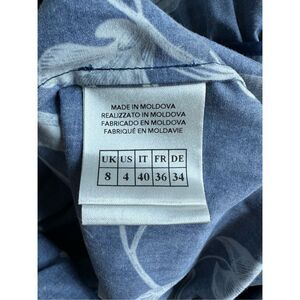 MADE IN MOLDOVA
REALIZZATO IN MOLDOVA
FABRICADO EN MOLDOVA
FABRIQUÉ EN MOLDAVIE
UK US IT FR DE
8 4 40 36 34